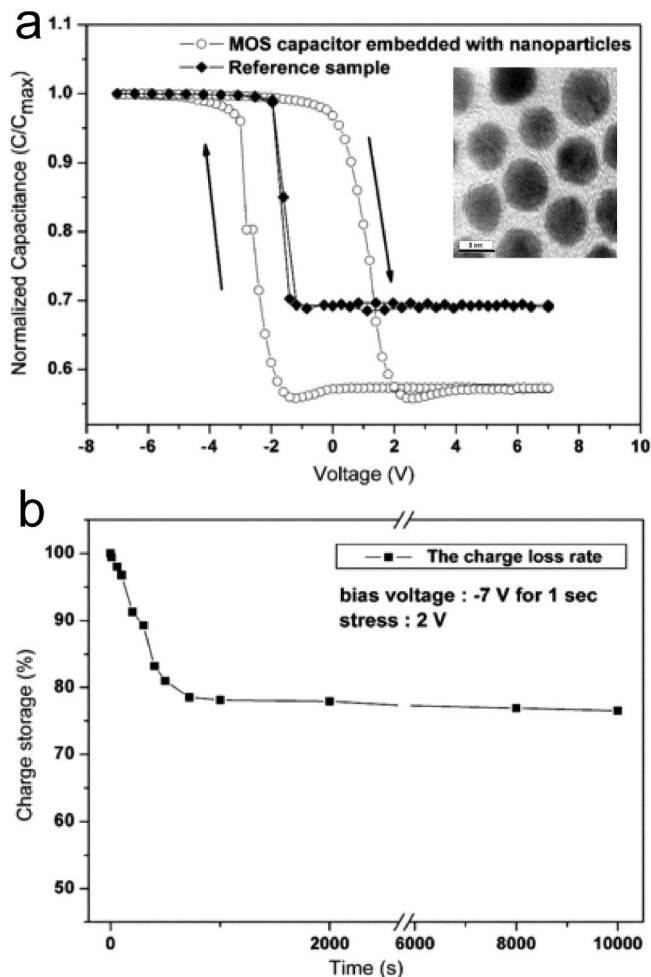 a
1.1
1.0
0.9
0.8
0.7
0.6
Normalized Capacitance (C/Cmax)
MOS capacitor embedded with nanoparticles
Reference sample
5 nm
-8 -6 -4 -2 0 2 4 6 8 10
Voltage (V)
b
100
90
80
70
60
50
Charge storage (%)
The charge loss rate
bias voltage : -7 V for 1 sec
stress : 2 V
0 2000 6000 8000 10000
Time (s)